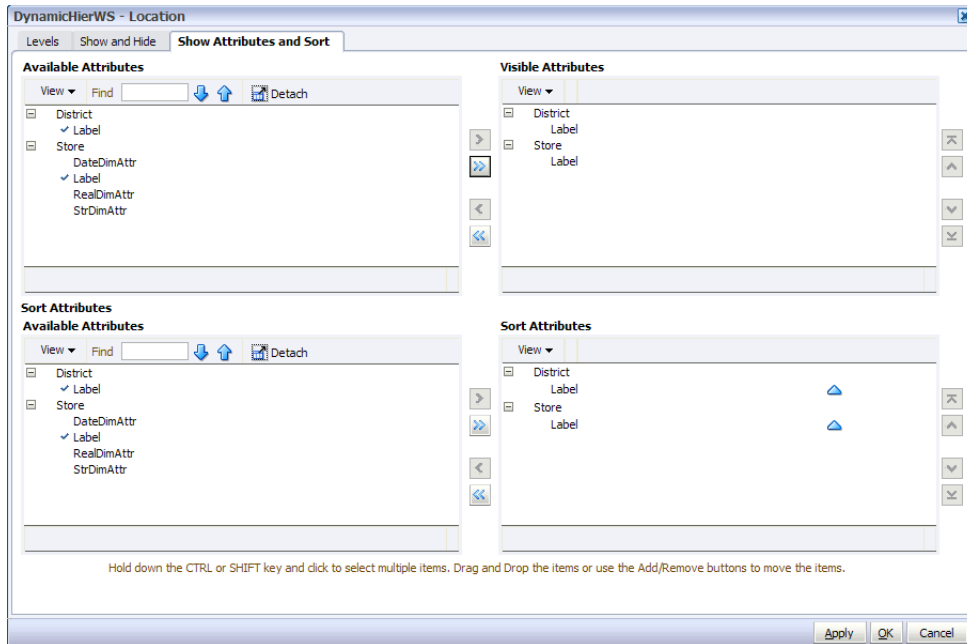 DynamicHierWS - Location
Levels Show and Hide Show Attributes and Sort
Available Attributes
View Find Detach
District
Label
Store
DateDimAttr
Label
RealDimAttr
StrDimAttr
Visible Attributes
View
District
Label
Store
Label
Sort Attributes
Available Attributes
View Find Detach
District
Label
Store
DateDimAttr
Label
RealDimAttr
StrDimAttr
Sort Attributes
View
District
Label
Store
Label
Hold down the CTRL or SHIFT key and click to select multiple items. Drag and Drop the items or use the Add/Remove buttons to move the items.
Apply OK Cancel